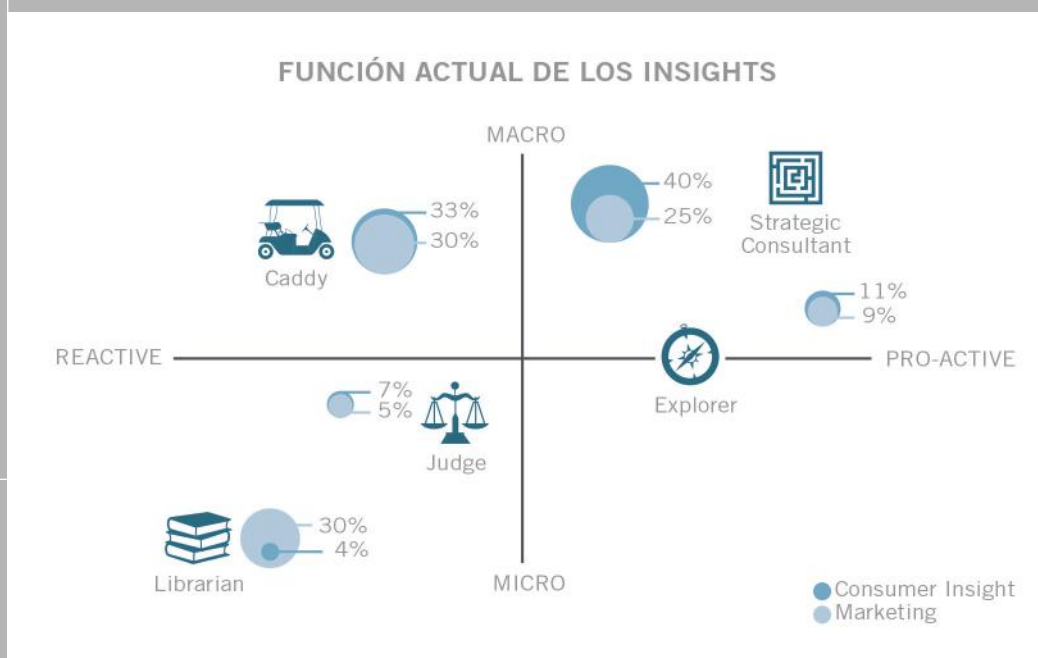 FUNCIÓN ACTUAL DE LOS INSIGHTS
MACRO
40%
25%
Strategic
Consultant
33%
30%
Caddy
11%
9%
REACTIVE
PRO-ACTIVE
Explorer
7%
5%
Judge
30%
4%
Librarian
MICRO
Consumer Insight
Marketing